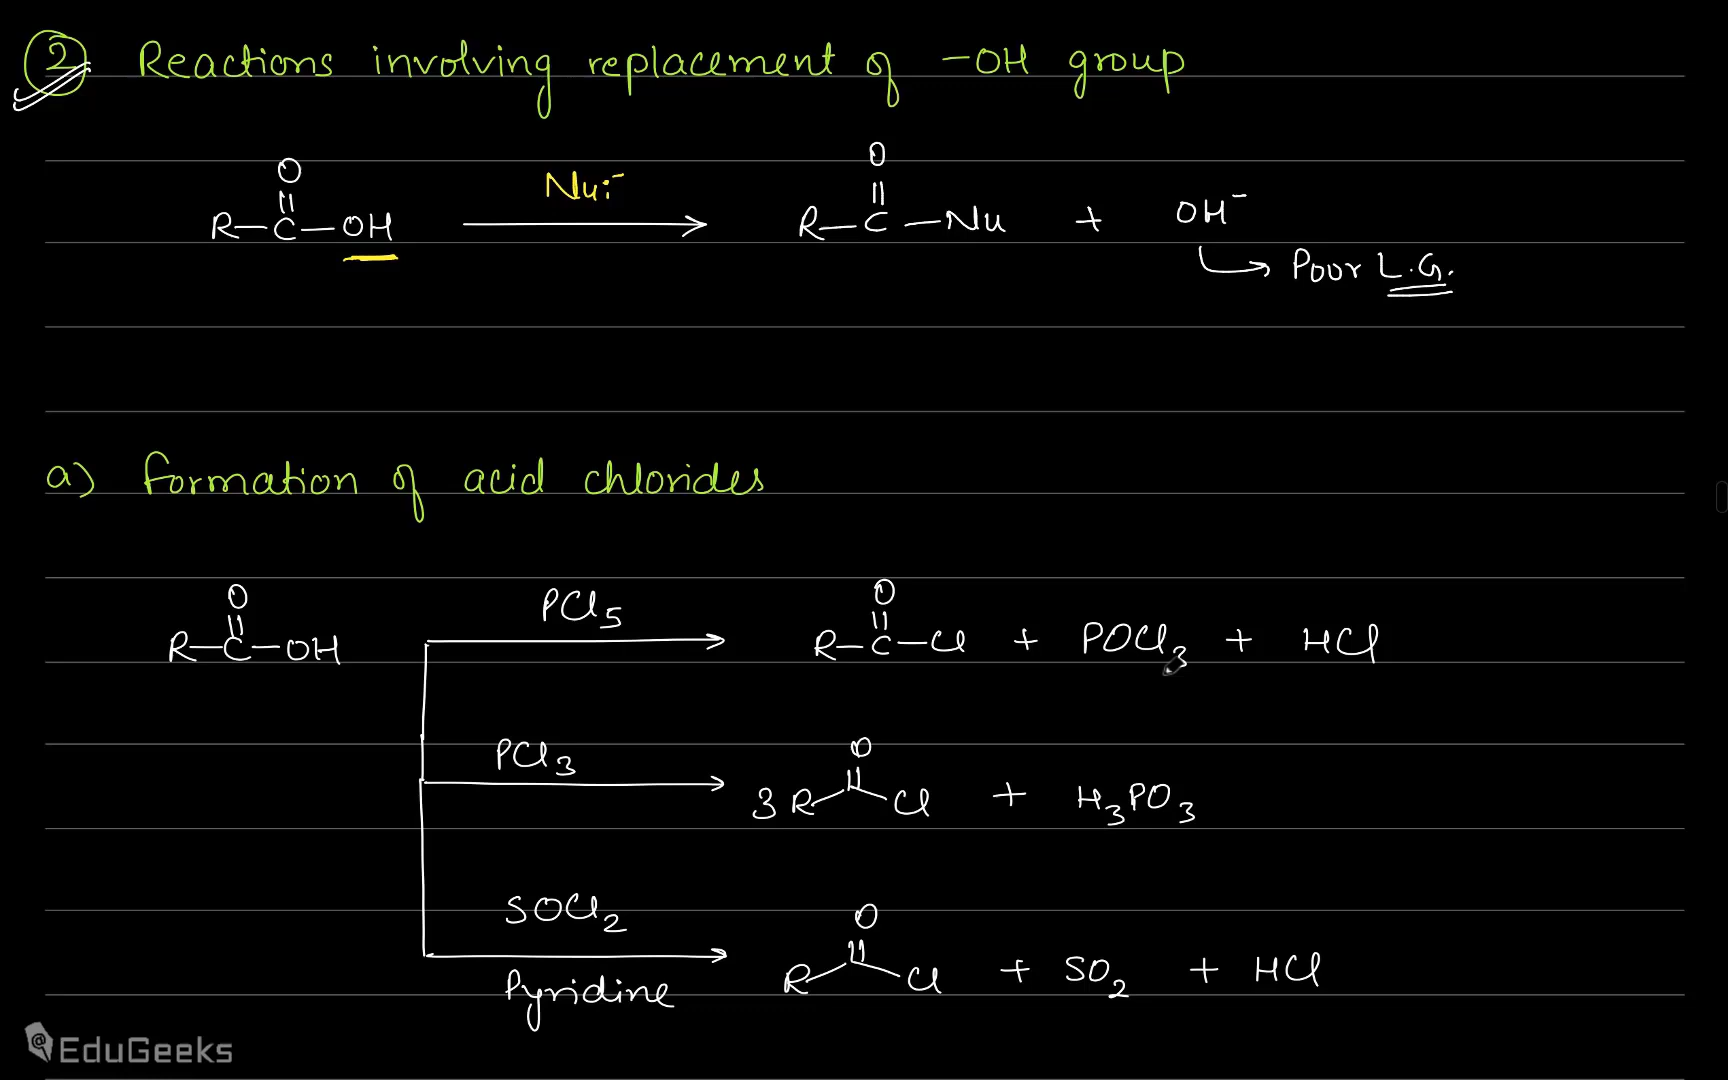 2 Reactions involving replacement of -OH group
O
||
R-C-OH Nu:⁻ → R-C-Nu + OH⁻
O
||
↳ Poor L.G.
a) Formation of acid chlorides
R-C-OH PCl₅ → R-C-Cl + POCl₃ + HCl
O
||
O
||
PCl₃ → 3 R Cl + H₃PO₃
O
||
SOCl₂ → R Cl + SO₂ + HCl
O
||
Pyridine
@ EduGeeks